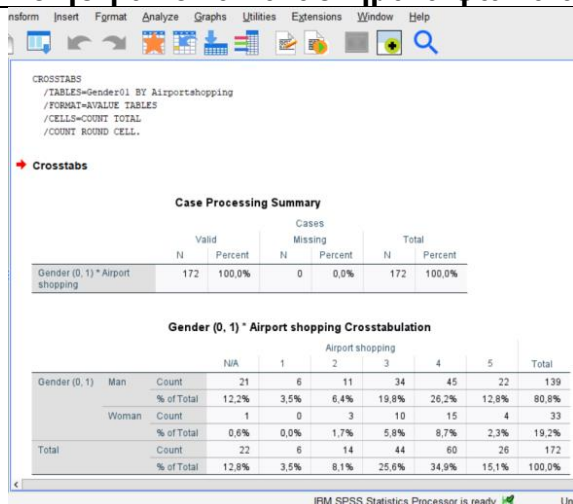 nsform Insert Format Analyze Graphs Utilities Extensions Window Help
CROSSTABS
/TABLES=Gender01 BY Airportshopping
/FORMAT=AVALUE TABLES
/CELLS=COUNT TOTAL
/COUNT ROUND CELL.
Crosstabs
Case Processing Summary
Cases
Valid Missing Total
N Percent N Percent N Percent
Gender (0, 1) * Airport shopping 172 100,0% 0 0,0% 172 100,0%
Gender (0, 1) * Airport shopping Crosstabulation
Airport shopping
N/A 1 2 3 4 5 Total
Gender (0, 1) Man Count 21 6 11 34 45 22 139
% of Total 12,2% 3,5% 6,4% 19,8% 26,2% 12,8% 80,8%
Woman Count 1 0 3 10 15 4 33
% of Total 0,6% 0,0% 1,7% 5,8% 8,7% 2,3% 19,2%
Total Count 22 6 14 44 60 26 172
% of Total 12,8% 3,5% 8,1% 25,6% 34,9% 15,1% 100,0%
IBM SPSS Statistics Processor is ready Un